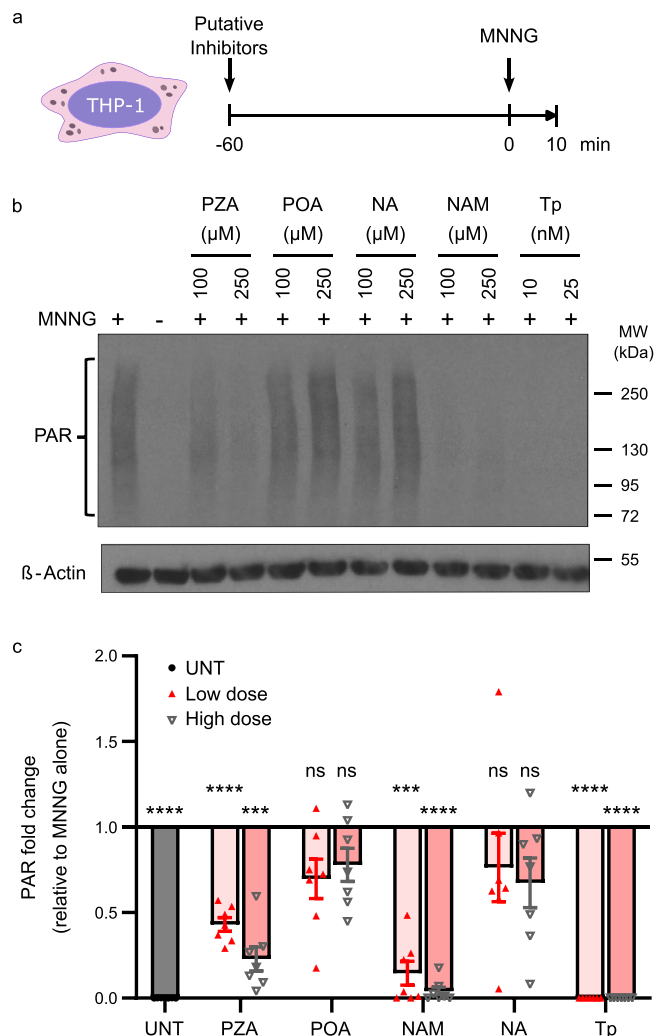 a
Putative
Inhibitors
MNNG
THP-1
-60
0
10
min
b
PZA
POA
NA
NAM
Tp
(µM)
(µM)
(µM)
(µM)
(nM)
100
250
100
250
100
250
100
250
10
25
MNNG + - + + + + + + + + + +
MW
(kDa)
PAR
250
130
95
72
55
ß-Actin
c
2.0
1.5
1.0
0.5
0.0
PAR fold change
(relative to MNNG alone)
UNT
Low dose
High dose
ns ns ns ns
**** **** *** *** **** **** ****
UNT PZA POA NAM NA Tp